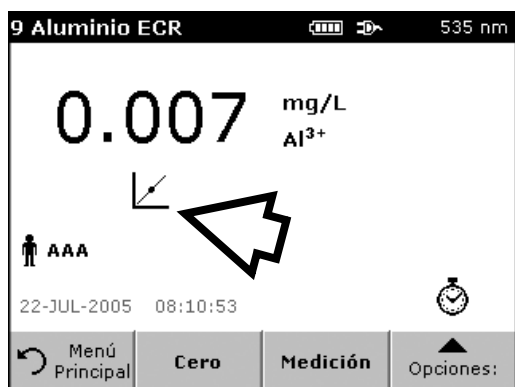 9 Aluminio ECR 535 nm
0.007 mg/L
Al³⁺
AAA
22-JUL-2005 08:10:53
Menú
Principal
Cero
Medición
Opciones: